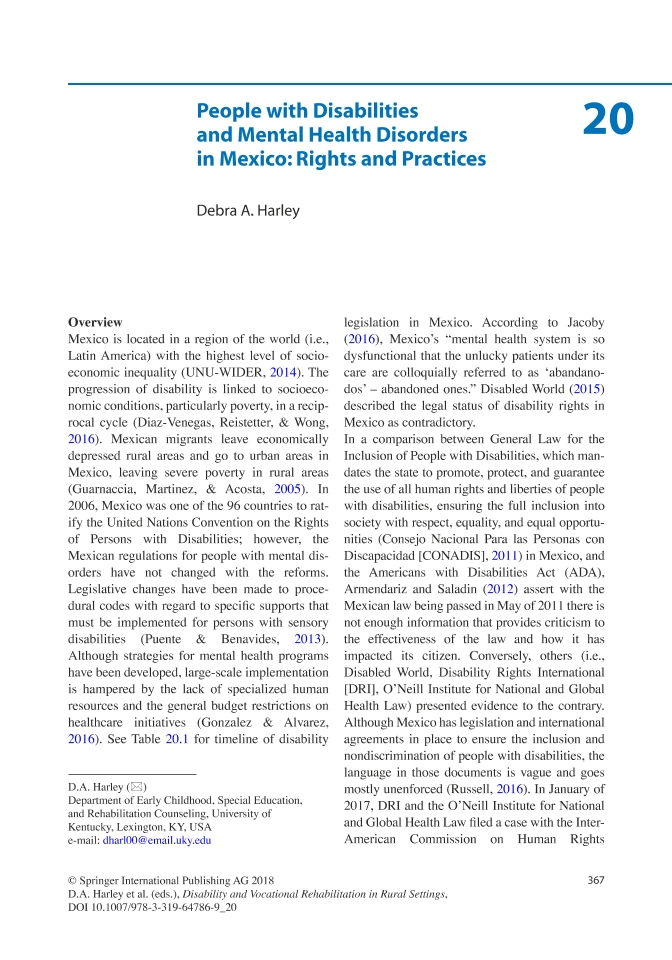 People with Disabilities
and Mental Health Disorders
in Mexico: Rights and Practices
20
Debra A. Harley
Overview
Mexico is located in a region of the world (i.e.,
Latin America) with the highest level of socio-
economic inequality (UNU-WIDER, 2014). The
progression of disability is linked to socioeco-
nomic conditions, particularly poverty, in a recip-
rocal cycle (Diaz-Venegas, Reistetter, & Wong,
2016). Mexican migrants leave economically
depressed rural areas and go to urban areas in
Mexico, leaving severe poverty in rural areas
(Guarnaccia, Martinez, & Acosta, 2005). In
2006, Mexico was one of the 96 countries to rat-
ify the United Nations Convention on the Rights
of Persons with Disabilities; however, the
Mexican regulations for people with mental dis-
orders have not changed with the reforms.
Legislative changes have been made to proce-
dural codes with regard to specific supports that
must be implemented for persons with sensory
disabilities (Puente & Benavides, 2013).
Although strategies for mental health programs
have been developed, large-scale implementation
is hampered by the lack of specialized human
resources and the general budget restrictions on
healthcare initiatives (Gonzalez & Alvarez,
2016). See Table 20.1 for timeline of disability
legislation in Mexico. According to Jacoby
(2016), Mexico's “mental health system is so
dysfunctional that the unlucky patients under its
care are colloquially referred to as ‘abandano-
dos’ – abandoned ones.” Disabled World (2015)
described the legal status of disability rights in
Mexico as contradictory.
In a comparison between General Law for the
Inclusion of People with Disabilities, which man-
dates the state to promote, protect, and guarantee
the use of all human rights and liberties of people
with disabilities, ensuring the full inclusion into
society with respect, equality, and equal opportu-
nities (Consejo Nacional Para las Personas con
Discapacidad [CONADIS], 2011) in Mexico, and
the Americans with Disabilities Act (ADA),
Armendariz and Saladin (2012) assert with the
Mexican law being passed in May of 2011 there is
not enough information that provides criticism to
the effectiveness of the law and how it has
impacted its citizen. Conversely, others (i.e.,
Disabled World, Disability Rights International
[DRI], O’Neill Institute for National and Global
Health Law) presented evidence to the contrary.
Although Mexico has legislation and international
agreements in place to ensure the inclusion and
nondiscrimination of people with disabilities, the
language in those documents is vague and goes
mostly unenforced (Russell, 2016). In January of
2017, DRI and the O’Neill Institute for National
and Global Health Law filed a case with the Inter-
American Commission on Human Rights
D.A. Harley (✉)
Department of Early Childhood, Special Education,
and Rehabilitation Counseling, University of
Kentucky, Lexington, KY, USA
e-mail: dharl00@email.uky.edu
© Springer International Publishing AG 2018
367
D.A. Harley et al. (eds.), Disability and Vocational Rehabilitation in Rural Settings,
DOI 10.1007/978-3-319-64786-9_20